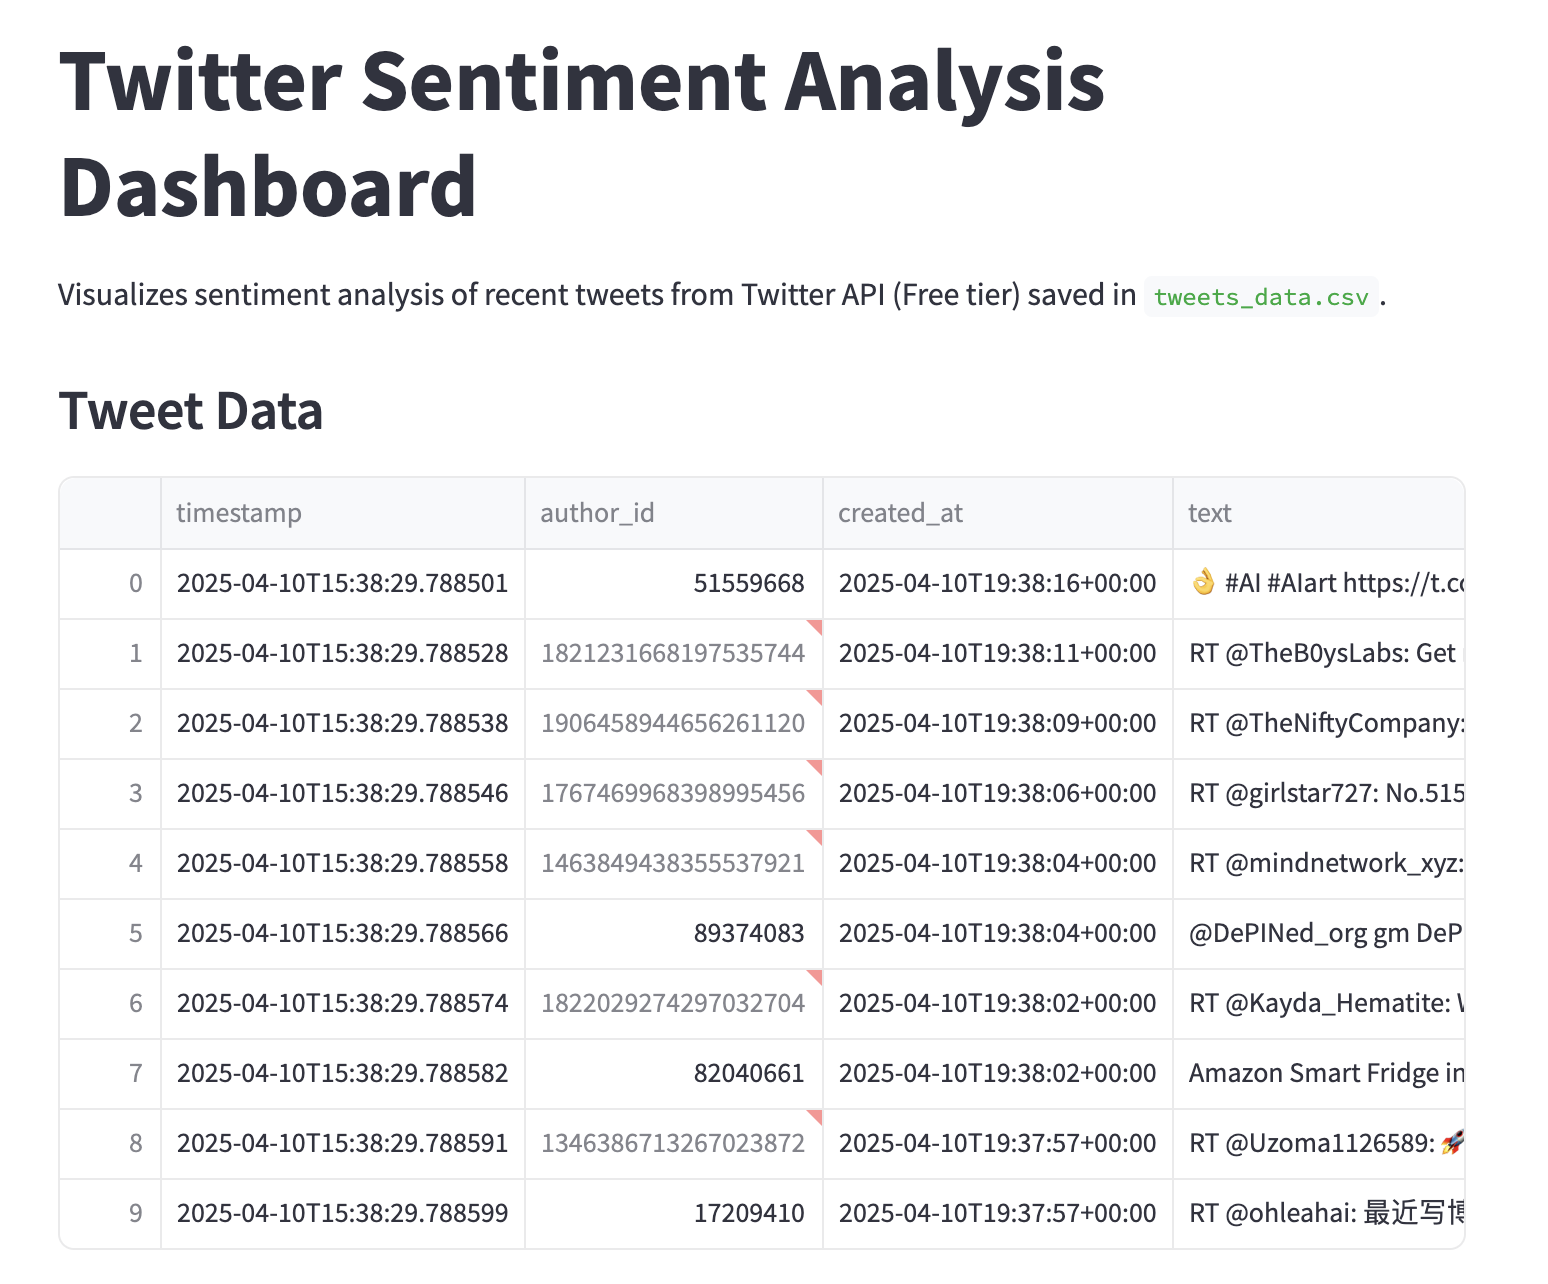 Twitter Sentiment Analysis
Dashboard
Visualizes sentiment analysis of recent tweets from Twitter API (Free tier) saved in tweets_data.csv.
Tweet Data
timestamp author_id created_at text
0 2025-04-10T15:38:29.788501 51559668 2025-04-10T19:38:16+00:00 👌 #AI #AIart https://t.co
1 2025-04-10T15:38:29.788528 1821231668197535744 2025-04-10T19:38:11+00:00 RT @TheB0ysLabs: Get
2 2025-04-10T15:38:29.788538 1906458944656261120 2025-04-10T19:38:09+00:00 RT @TheNiftyCompany:
3 2025-04-10T15:38:29.788546 1767469968398995456 2025-04-10T19:38:06+00:00 RT @girlstar727: No.515
4 2025-04-10T15:38:29.788558 1463849438355537921 2025-04-10T19:38:04+00:00 RT @mindnetwork_xyz:
5 2025-04-10T15:38:29.788566 89374083 2025-04-10T19:38:04+00:00 @DePINed_org gm DeP
6 2025-04-10T15:38:29.788574 1822029274297032704 2025-04-10T19:38:02+00:00 RT @Kayda_Hematite:
7 2025-04-10T15:38:29.788582 82040661 2025-04-10T19:38:02+00:00 Amazon Smart Fridge in
8 2025-04-10T15:38:29.788591 1346386713267023872 2025-04-10T19:37:57+00:00 RT @Uzoma1126589: 🚀
9 2025-04-10T15:38:29.788599 17209410 2025-04-10T19:37:57+00:00 RT @ohleahai: 最近写